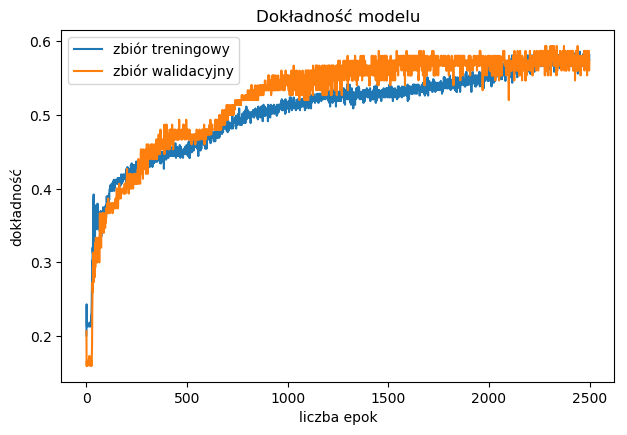 Dokładność modelu
zbiór treningowy
zbiór walidacyjny
dokładność
0.6
0.5
0.4
0.3
0.2
0
500
1000
1500
2000
2500
liczba epok